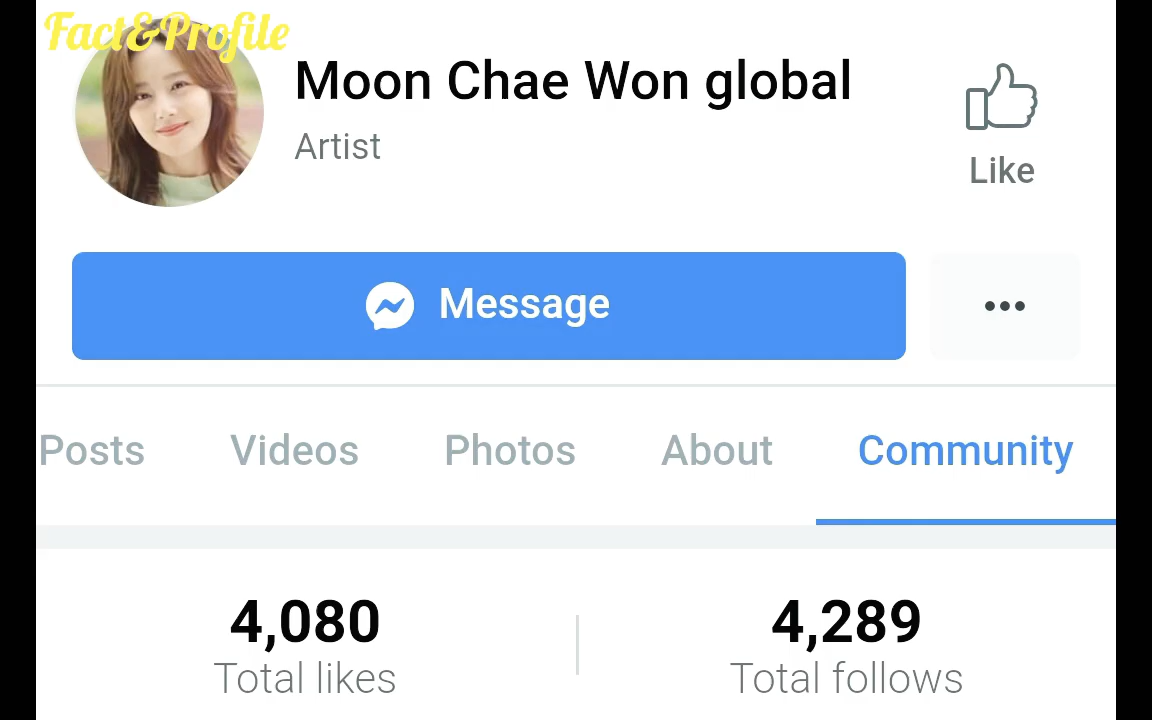 Fact&Profile
Moon Chae Won global
Artist
Like
Message
Posts Videos Photos About Community
4,080 4,289
Total likes Total follows